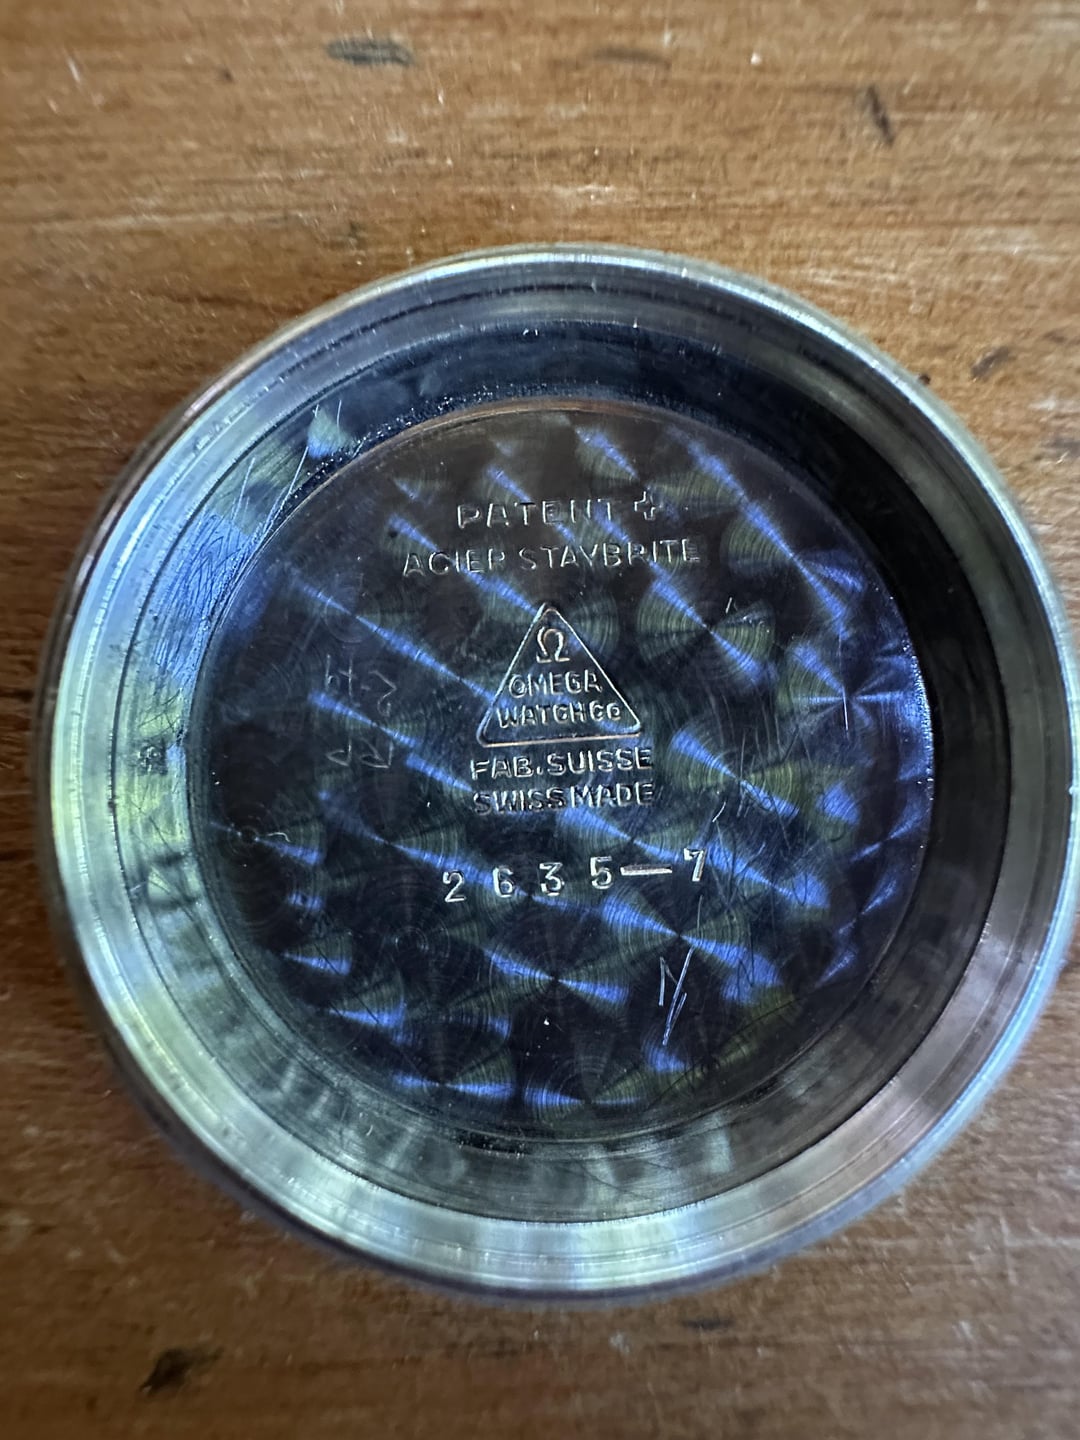 PATENT ✚
ACIER STAYBRITE
Ω
OMEGA
WATCH Co
FAB. SUISSE
SWISS MADE
2635—7